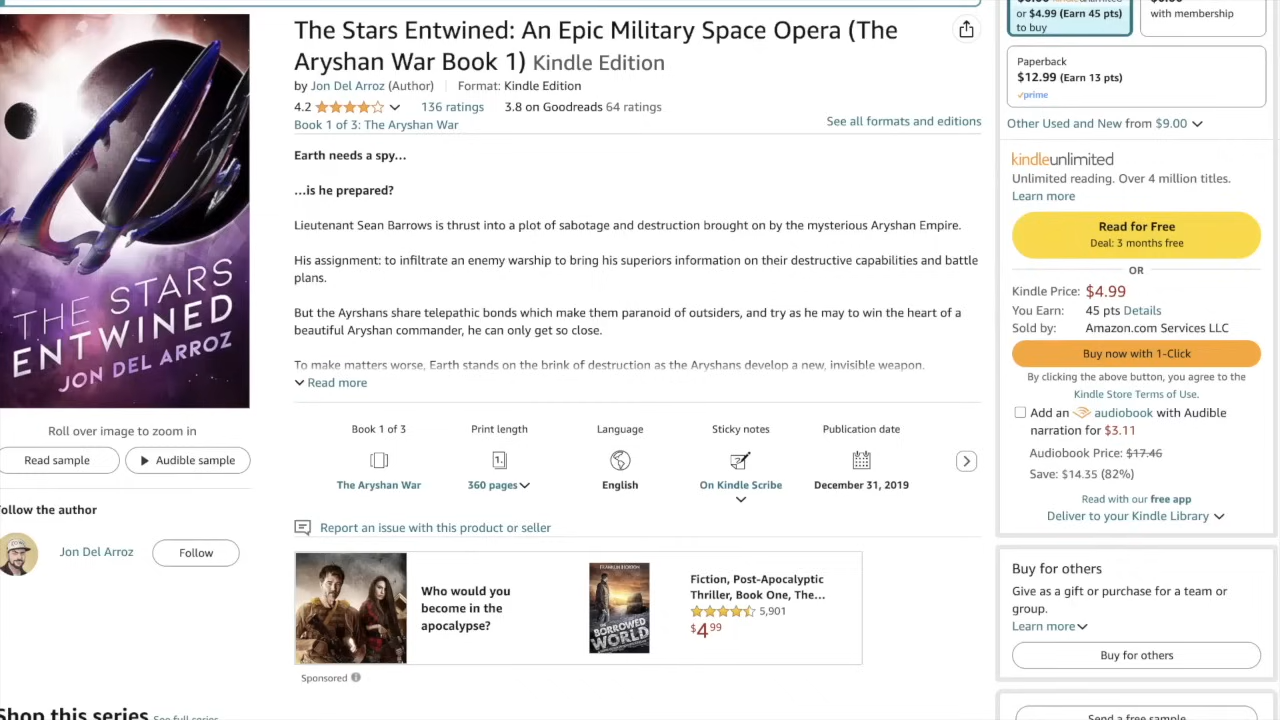 THE STARS
ENTWINED
JON DEL ARROZ
Roll over image to zoom in
Read sample
Audible sample
ollow the author
Jon Del Arroz
Follow
Shop this series See full series
The Stars Entwined: An Epic Military Space Opera (The
Aryshan War Book 1) Kindle Edition
by Jon Del Arroz (Author) Format: Kindle Edition
4.2 136 ratings 3.8 on Goodreads 64 ratings
Book 1 of 3: The Aryshan War
See all formats and editions
Earth needs a spy…
…is he prepared?
Lieutenant Sean Barrows is thrust into a plot of sabotage and destruction brought on by the mysterious Aryshan Empire.
His assignment: to infiltrate an enemy warship to bring his superiors information on their destructive capabilities and battle
plans.
But the Ayrshans share telepathic bonds which make them paranoid of outsiders, and try as he may to win the heart of a
beautiful Aryshan commander, he can only get so close.
To make matters worse, Earth stands on the brink of destruction as the Aryshans develop a new, invisible weapon.
Read more
Book 1 of 3
The Aryshan War
Print length
1.
360 pages
Language
English
Sticky notes
On Kindle Scribe
Publication date
December 31, 2019
Report an issue with this product or seller
Who would you
become in the
apocalypse?
BORROWED
WORLD
Fiction, Post-Apocalyptic
Thriller, Book One, The...
5,901
$4 99
Sponsored
or $4.99 (Earn 45 pts)
to buy
with membership
Paperback
$12.99 (Earn 13 pts)
prime
Other Used and New from $9.00
kindleunlimited
Unlimited reading. Over 4 million titles.
Learn more
Read for Free
Deal: 3 months free
OR
Kindle Price: $4.99
You Earn: 45 pts Details
Sold by: Amazon.com Services LLC
Buy now with 1-Click
By clicking the above button, you agree to the
Kindle Store Terms of Use.
Add an audiobook with Audible
narration for $3.11
Audiobook Price: $17.46
Save: $14.35 (82%)
Read with our free app
Deliver to your Kindle Library
Buy for others
Give as a gift or purchase for a team or
group.
Learn more
Buy for others
Send a free sample